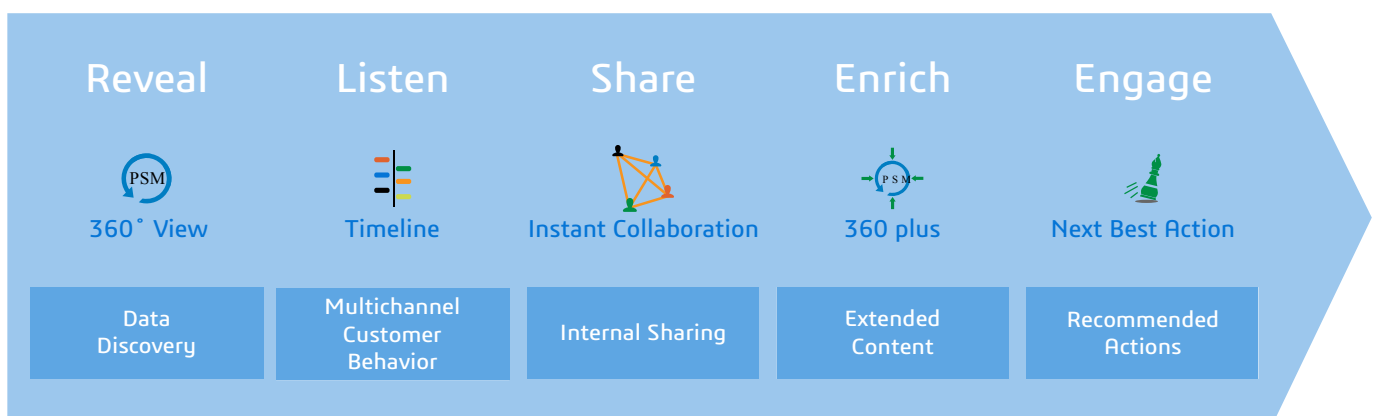 Reveal
Listen
Share
Enrich
Engage
PSM
PSM
360° View
Timeline
Instant Collaboration
360 plus
Next Best Action
Data
Discovery
Multichannel
Customer
Behavior
Internal Sharing
Extended
Content
Recommended
Actions